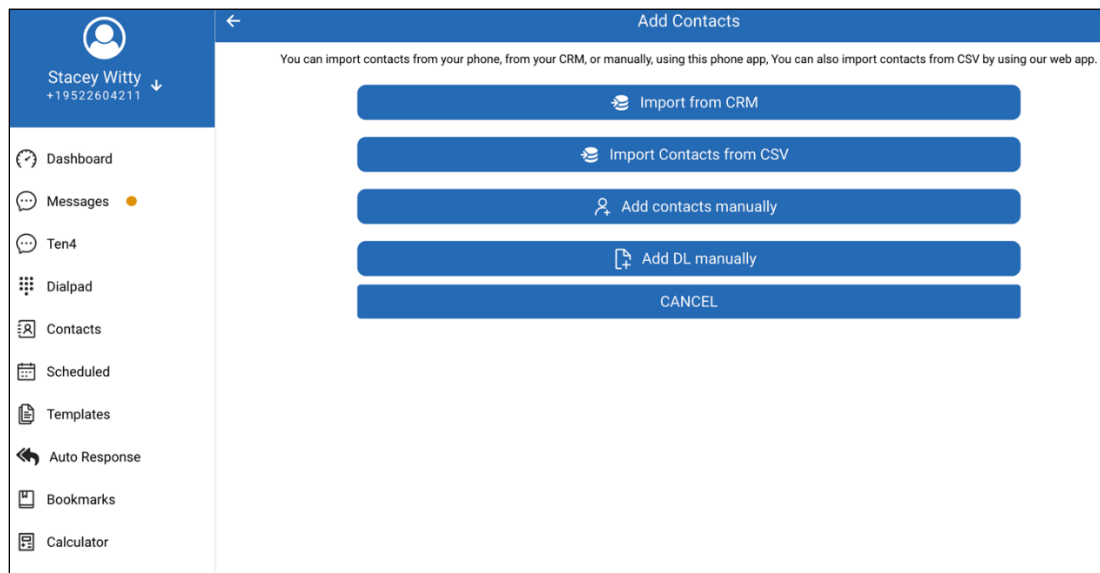 Stacey Witty
+19522604211
Dashboard
Messages
Ten4
Dialpad
Contacts
Scheduled
Templates
Auto Response
Bookmarks
Calculator
Add Contacts
You can import contacts from your phone, from your CRM, or manually, using this phone app, You can also import contacts from CSV by using our web app.
Import from CRM
Import Contacts from CSV
Add contacts manually
Add DL manually
CANCEL